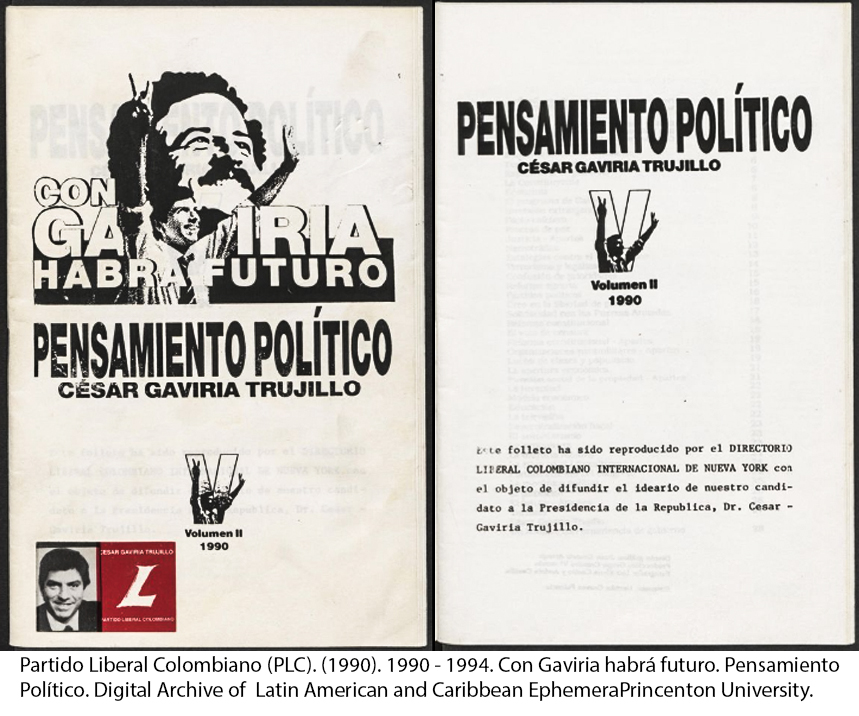 CON
GAVIRIA
HABRÁ FUTURO
PENSAMIENTO POLÍTICO
CÉSAR GAVIRIA TRUJILLO
V
Volumen II
1990
CESAR GAVIRIA TRUJILLO
L
PARTIDO LIBERAL COLOMBIANO
PENSAMIENTO POLÍTICO
CÉSAR GAVIRIA TRUJILLO
V
Volumen II
1990
Este folleto ha sido reproducido por el DIRECTORIO
LIBERAL COLOMBIANO INTERNACIONAL DE NUEVA YORK con
el objeto de difundir el ideario de nuestro candi-
dato a la Presidencia de la Republica, Dr. Cesar -
Gaviria Trujillo.
Partido Liberal Colombiano (PLC). (1990). 1990 - 1994. Con Gaviria habrá futuro. Pensamiento
Político. Digital Archive of Latin American and Caribbean EphemeraPrincenton University.